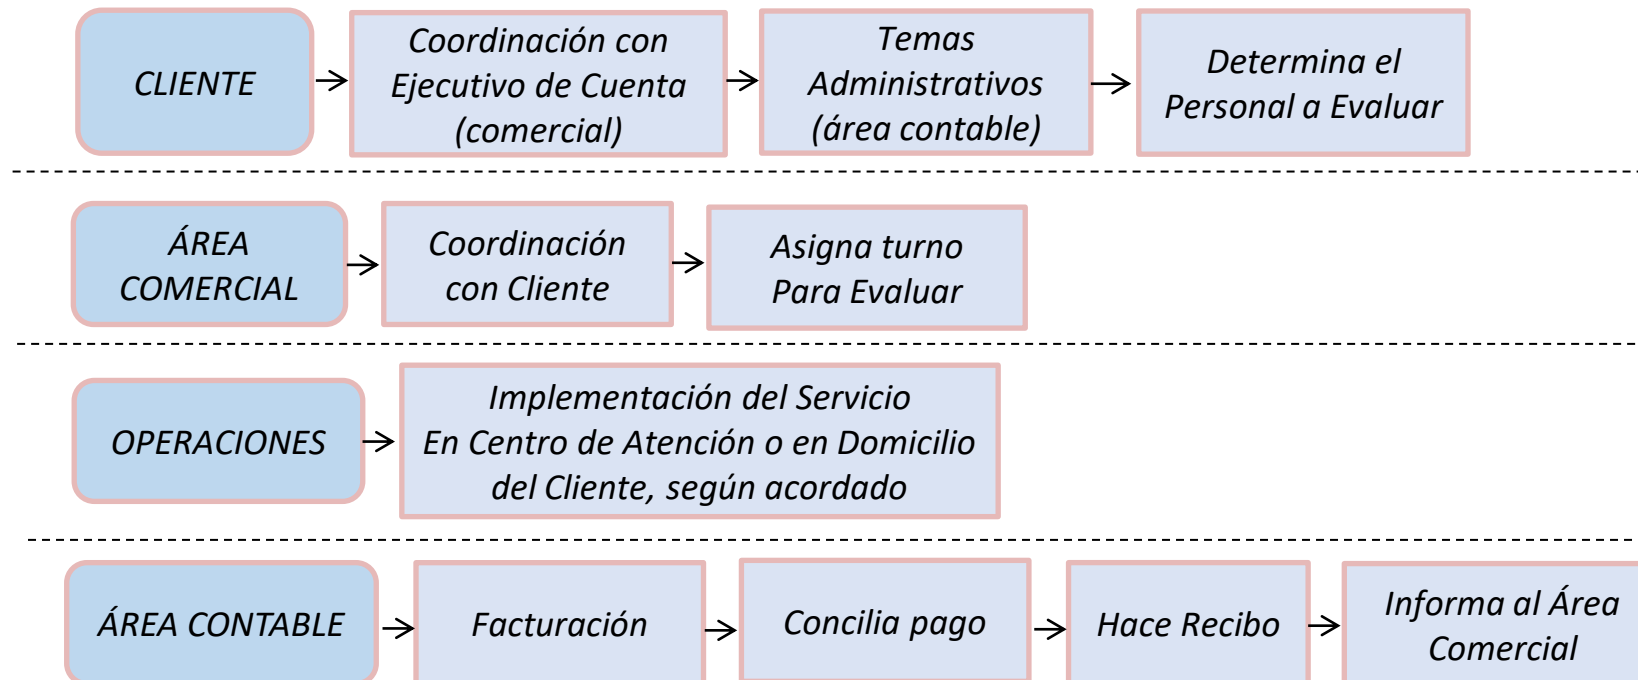 CLIENTE
Coordinación con
Ejecutivo de Cuenta
(comercial)
Temas
Administrativos
(área contable)
Determina el
Personal a Evaluar
ÁREA
COMERCIAL
Coordinación
con Cliente
Asigna turno
Para Evaluar
OPERACIONES
Implementación del Servicio
En Centro de Atención o en Domicilio
del Cliente, según acordado
ÁREA CONTABLE
Facturación
Concilia pago
Hace Recibo
Informa al Área
Comercial